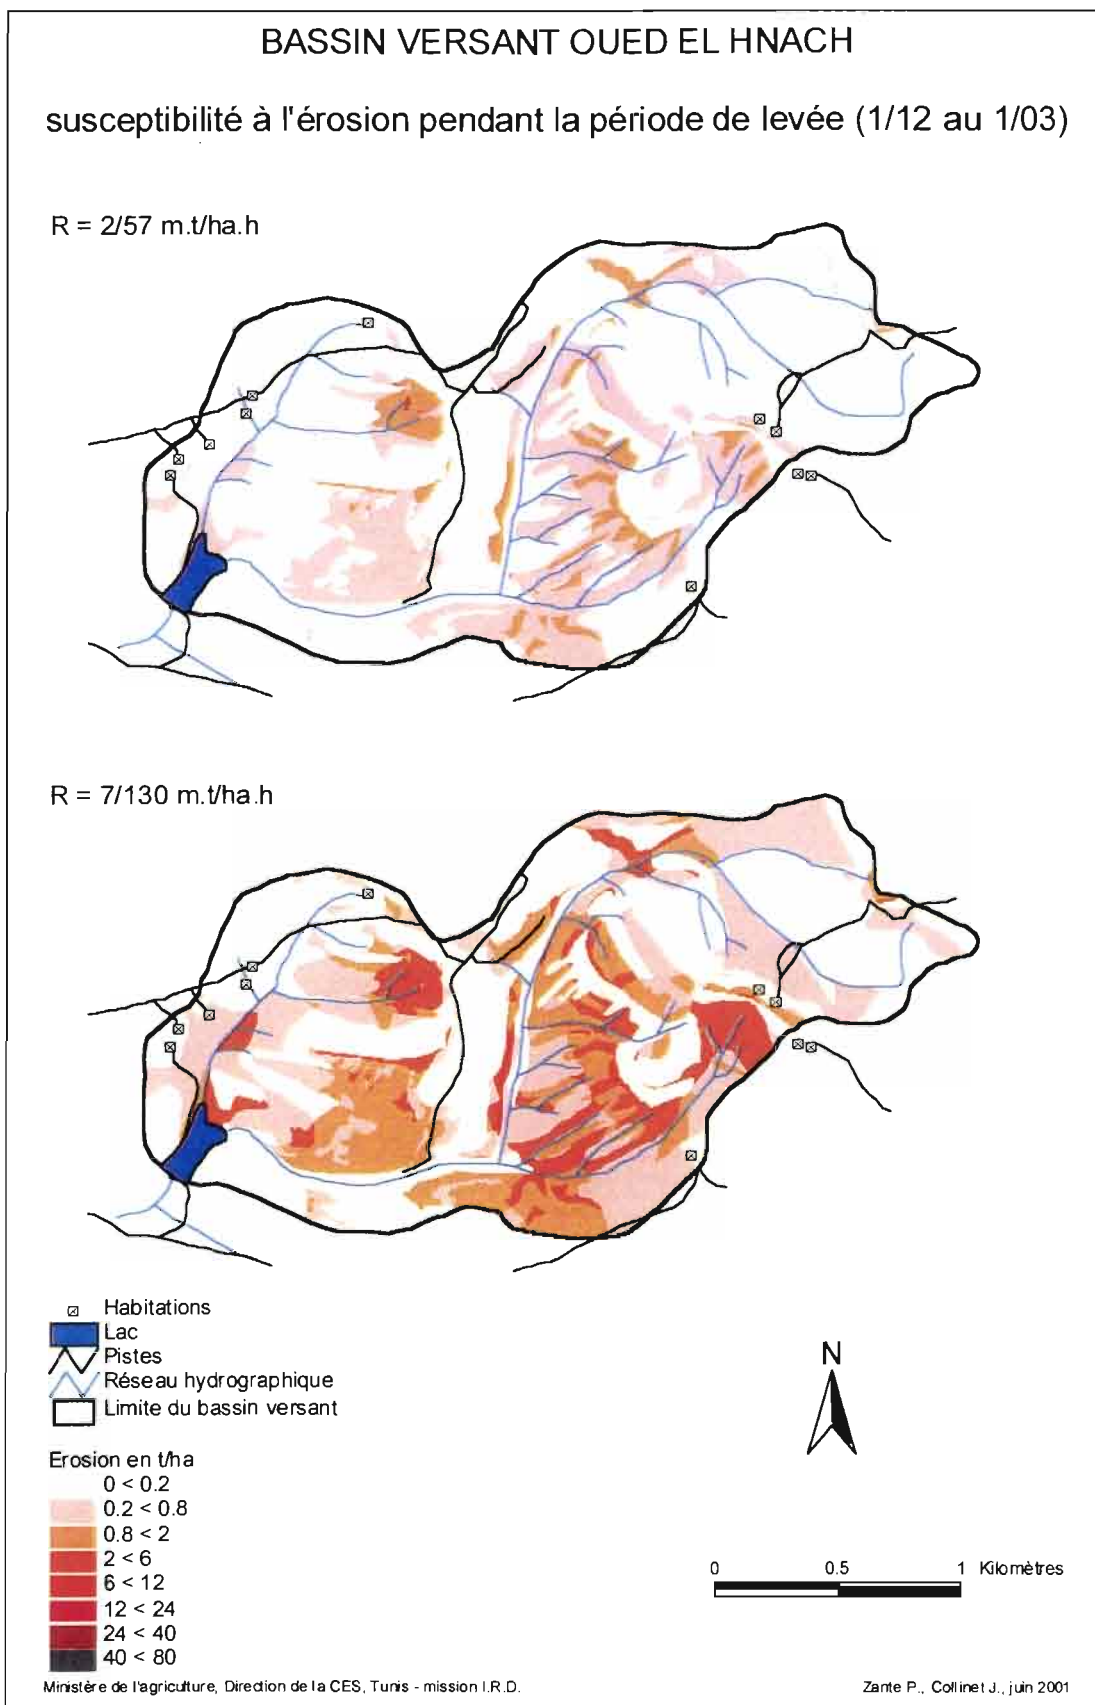 BASSIN VERSANT OUED EL HNACH
susceptibilité à l'érosion pendant la période de levée (1/12 au 1/03)
R = 2/57 m.t/ha.h
R = 7/130 m.t/ha.h
Habitations
Lac
Pistes
Réseau hydrographique
Limite du bassin versant
N
Erosion en t/ha
0 < 0.2
0.2 < 0.8
0.8 < 2
2 < 6
6 < 12
12 < 24
24 < 40
40 < 80
0 0.5 1 Kilomètres
Ministère de l'agriculture, Direction de la CES, Tunis - mission I.R.D.
Zante P., Collinet J., juin 2001